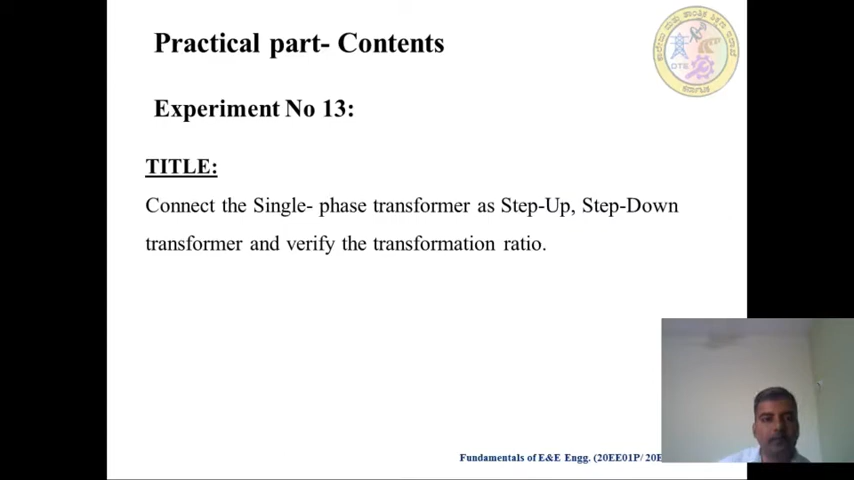 Practical part- Contents
Experiment No 13:
TITLE:
Connect the Single- phase transformer as Step-Up, Step-Down
transformer and verify the transformation ratio.
DTE
Fundamentals of E&E Engg. (20EE01P/ 20E